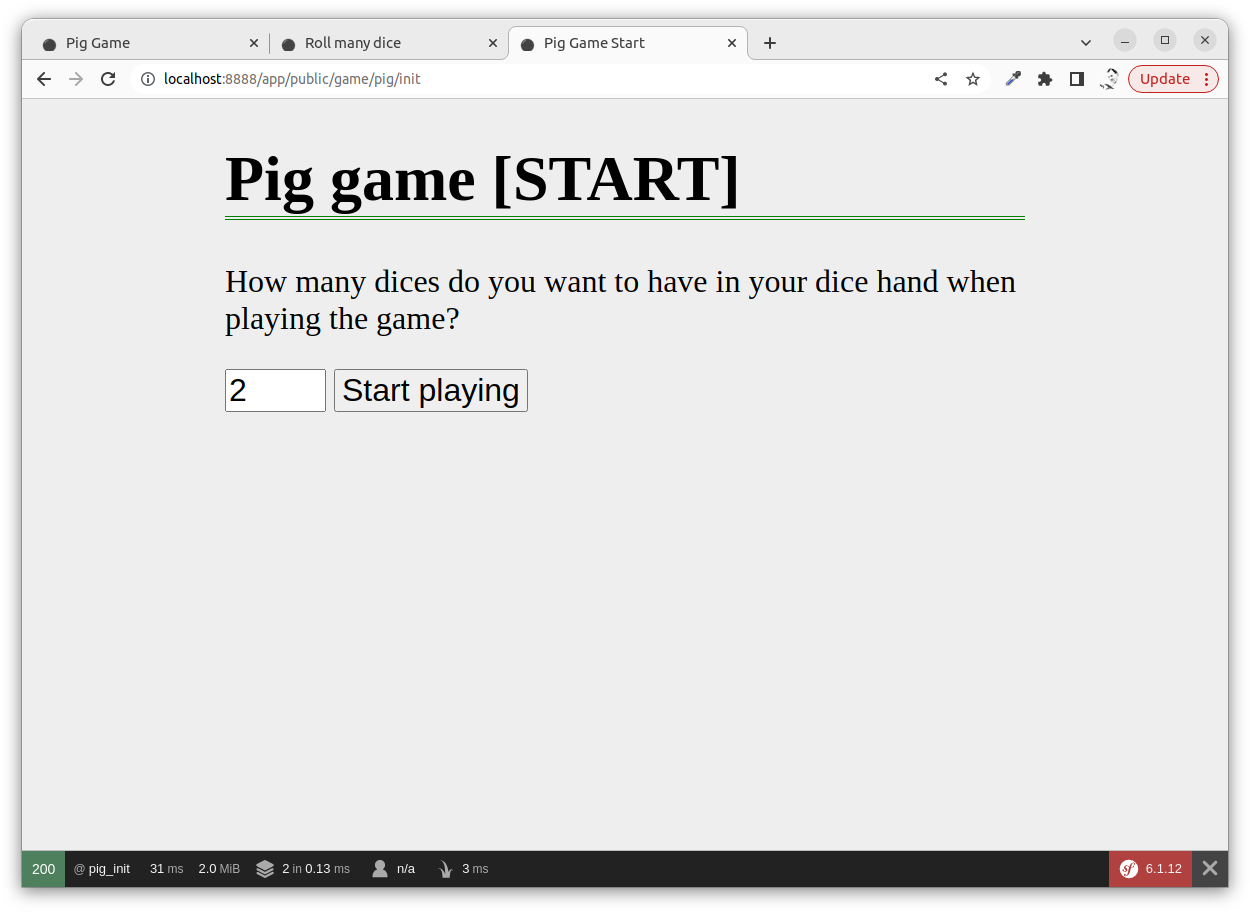 Pig Game
Roll many dice
Pig Game Start
localhost:8888/app/public/game/pig/init
Update
Pig game [START]
How many dices do you want to have in your dice hand when
playing the game?
2 Start playing
200 @ pig_init 31 ms 2.0 MiB 2 in 0.13 ms n/a 3 ms sf 6.1.12